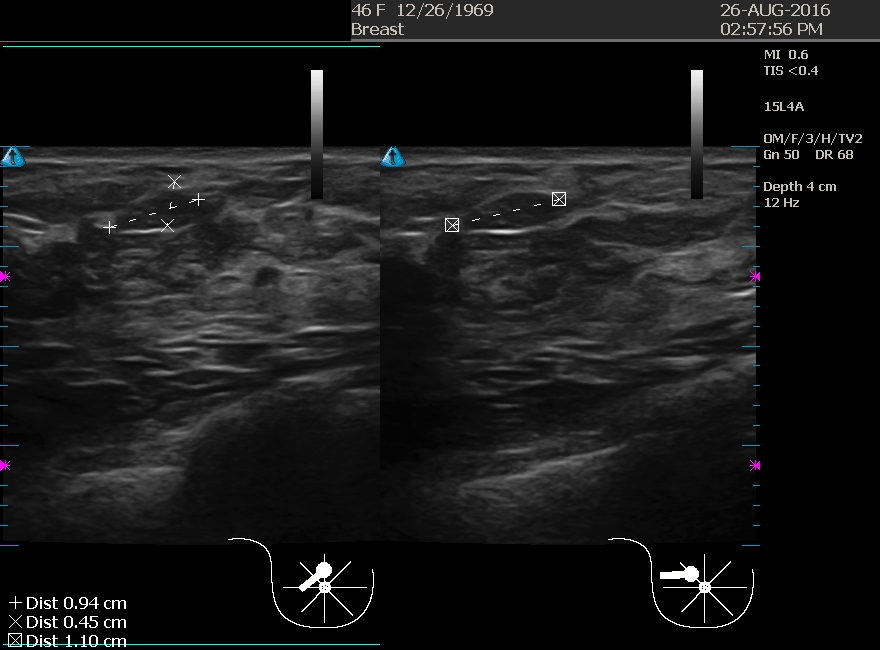 46 F 12/26/1969 26-AUG-2016
Breast 02:57:56 PM
MI 0.6
TIS <0.4
15L4A
OM/F/3/H/TV2
Gn 50 DR 68
Depth 4 cm
12 Hz
Dist 0.94 cm
Dist 0.45 cm
Dist 1.10 cm